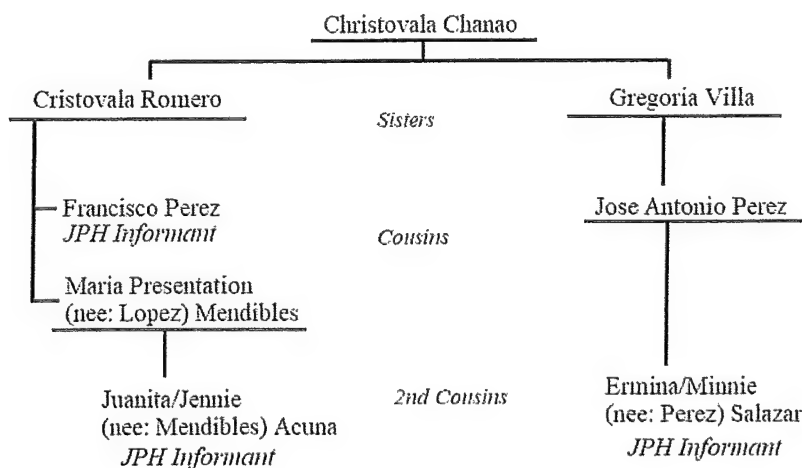 Christovala Chanao
Cristovala Romero
Sisters
Gregoria Villa
Francisco Perez
JPH Informant
Cousins
Jose Antonio Perez
Maria Presentation
(nee: Lopez) Mendibles
Juanita/Jennie
(nee: Mendibles) Acuna
JPH Informant
2nd Cousins
Ermina/Minnie
(nee: Perez) Salazar
JPH Informant